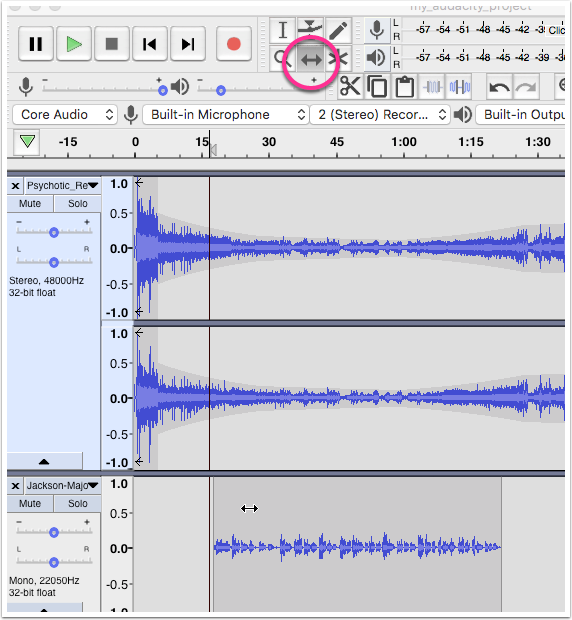 my_audacity_project
L
R
-57 -54 -51 -48 -45 -42 -39 Clic
L
R
-57 -54 -51 -48 -45 -42 -39
- +
- +
Core Audio
Built-in Microphone
2 (Stereo) Recor...
Built-in Outpu
-15 0 15 30 45 1:00 1:15 1:30
x Psychotic_Re
Mute Solo
- +
L R
Stereo, 48000Hz
32-bit float
1.0
0.5
0.0
-0.5
-1.0
1.0
0.5
0.0
-0.5
-1.0
x Jackson-Majo
Mute Solo
- +
L R
Mono, 22050Hz
32-bit float
1.0
0.5
0.0
-0.5